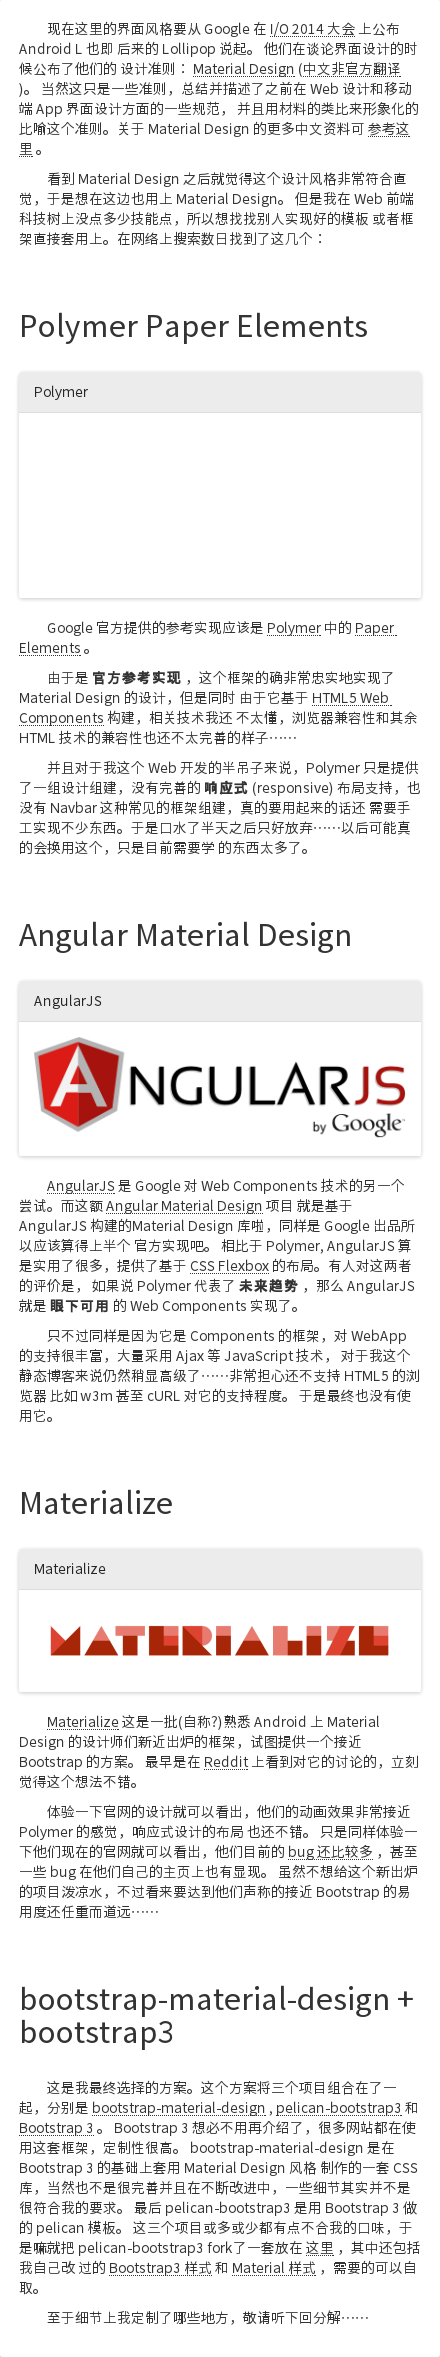 现在这里的界面风格要从 Google 在 I/O 2014 大会 上公布
Android L 也即 后来的 Lollipop 说起。 他们在谈论界面设计的时
候公布了他们的 设计准则： Material Design (中文非官方翻译
)。 当然这只是一些准则，总结并描述了之前在 Web 设计和移动
端 App 界面设计方面的一些规范， 并且用材料的类比来形象化的
比喻这个准则。关于 Material Design 的更多中文资料可 参考这
里 。
看到 Material Design 之后就觉得这个设计风格非常符合直
觉，于是想在这边也用上 Material Design。 但是我在 Web 前端
科技树上没点多少技能点，所以想找找别人实现好的模板 或者框
架直接套用上。在网络上搜索数日找到了这几个：
Polymer Paper Elements
Polymer
Google 官方提供的参考实现应该是 Polymer 中的 Paper
Elements 。
由于是 官方参考实现 ，这个框架的确非常忠实地实现了
Material Design 的设计，但是同时 由于它基于 HTML5 Web
Components 构建，相关技术我还 不太懂，浏览器兼容性和其余
HTML 技术的兼容性也还不太完善的样子……
并且对于我这个 Web 开发的半吊子来说，Polymer 只是提供
了一组设计组建，没有完善的 响应式 (responsive) 布局支持，也
没有 Navbar 这种常见的框架组建，真的要用起来的话还 需要手
工实现不少东西。于是口水了半天之后只好放弃……以后可能真
的会换用这个，只是目前需要学 的东西太多了。
Angular Material Design
AngularJS
ANGULARJS
by Google
AngularJS 是 Google 对 Web Components 技术的另一个
尝试。而这额 Angular Material Design 项目 就是基于
AngularJS 构建的Material Design 库啦，同样是 Google 出品所
以应该算得上半个 官方实现吧。 相比于 Polymer, AngularJS 算
是实用了很多，提供了基于 CSS Flexbox 的布局。有人对这两者
的评价是， 如果说 Polymer 代表了 未来趋势 ，那么 AngularJS
就是 眼下可用 的 Web Components 实现了。
只不过同样是因为它是 Components 的框架，对 WebApp
的支持很丰富，大量采用 Ajax 等 JavaScript 技术， 对于我这个
静态博客来说仍然稍显高级了……非常担心还不支持 HTML5 的浏
览器 比如 w3m 甚至 cURL 对它的支持程度。 于是最终也没有使
用它。
Materialize
Materialize
MATERIALIZE
Materialize 这是一批(自称?)熟悉 Android 上 Material
Design 的设计师们新近出炉的框架，试图提供一个接近
Bootstrap 的方案。 最早是在 Reddit 上看到对它的讨论的，立刻
觉得这个想法不错。
体验一下官网的设计就可以看出，他们的动画效果非常接近
Polymer 的感觉，响应式设计的布局 也还不错。 只是同样体验一
下他们现在的官网就可以看出，他们目前的 bug 还比较多 ，甚至
一些 bug 在他们自己的主页上也有显现。 虽然不想给这个新出炉
的项目泼凉水，不过看来要达到他们声称的接近 Bootstrap 的易
用度还任重而道远……
bootstrap-material-design +
bootstrap3
这是我最终选择的方案。这个方案将三个项目组合在了一
起，分别是 bootstrap-material-design , pelican-bootstrap3 和
Bootstrap 3 。 Bootstrap 3 想必不用再介绍了，很多网站都在使
用这套框架，定制性很高。 bootstrap-material-design 是在
Bootstrap 3 的基础上套用 Material Design 风格 制作的一套 CSS
库，当然也不是很完善并且在不断改进中，一些细节其实并不是
很符合我的要求。 最后 pelican-bootstrap3 是用 Bootstrap 3 做
的 pelican 模板。 这三个项目或多或少都有点不合我的口味，于
是嘛就把 pelican-bootstrap3 fork了一套放在 这里 ，其中还包括
我自己改 过的 Bootstrap3 样式 和 Material 样式 ，需要的可以自
取。
至于细节上我定制了哪些地方，敬请听下回分解……